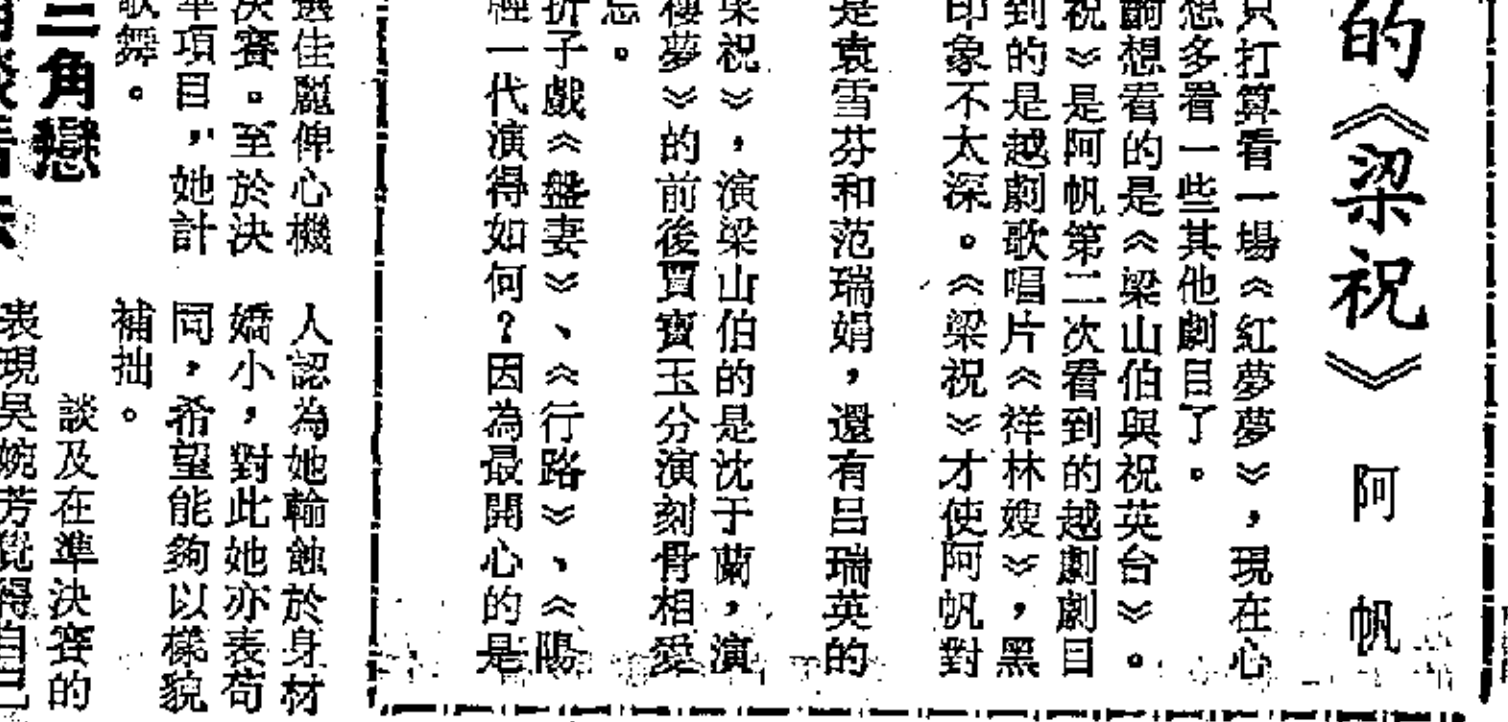 的《梁祝》 阿帆
只打算看一場《紅夢夢》，現在心
想多看一些其他劇目了。
想看的是《梁山伯與祝英台》。
祝》是阿帆第二次看到的越劇劇目
到的是越劇歌唱片《祥林嫂》，黑
印象不太深。《梁祝》才使阿帆對
是袁雪芬和范瑞娟，還有呂瑞英的
梁祝》，演梁山伯的是沈于蘭，演
樓夢》的前後賈寶玉分演刻骨相愛
忘。
折子戲《盤妻》、《行路》、《陽
一代演得如何？因為最開心的是
選佳麗俾心機
決賽。至於決
項目，她計
歌舞。
人認為她輸蝕於身材
嬌小，對此她亦表苟
同，希望能夠以樣貌
補拙。
談及在準決賽的
表現吳婉芳覺得自己
三角戀